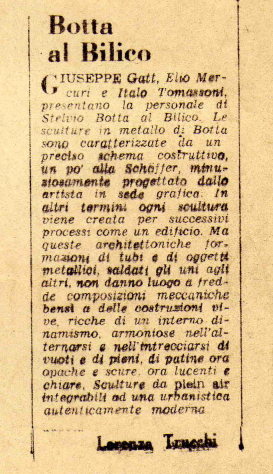 Botta
al Bilico
GIUSEPPE Gatt, Elio Mer-
curi e Italo Tomassoni,
presentano la personale di
Stelvio Botta al Bilico. Le
sculture in metallo di Botta
sono caratterizzate da un
preciso schema costruttivo,
un po' alla Schöffer, minu-
ziosamente progettato dallo
artista in sede grafica. In
altri termini ogni scultura
viene creata per successivi
processi come un edificio. Ma
queste architettoniche for-
mazioni di tubi e di oggetti
metallici, saldati gli uni agli
altri, non danno luogo a fred-
de composizioni meccaniche
bensì a delle costruzioni vi-
ve, ricche di un interno di-
namismo, armoniose nell'al-
ternarsi e nell'intrecciarsi di
vuoti e di pieni, di patine ora
opache e scure, ora lucenti e
chiare. Sculture da plein air
integrabili ad una urbanistica
autenticamente moderna
Lorenza Trucchi